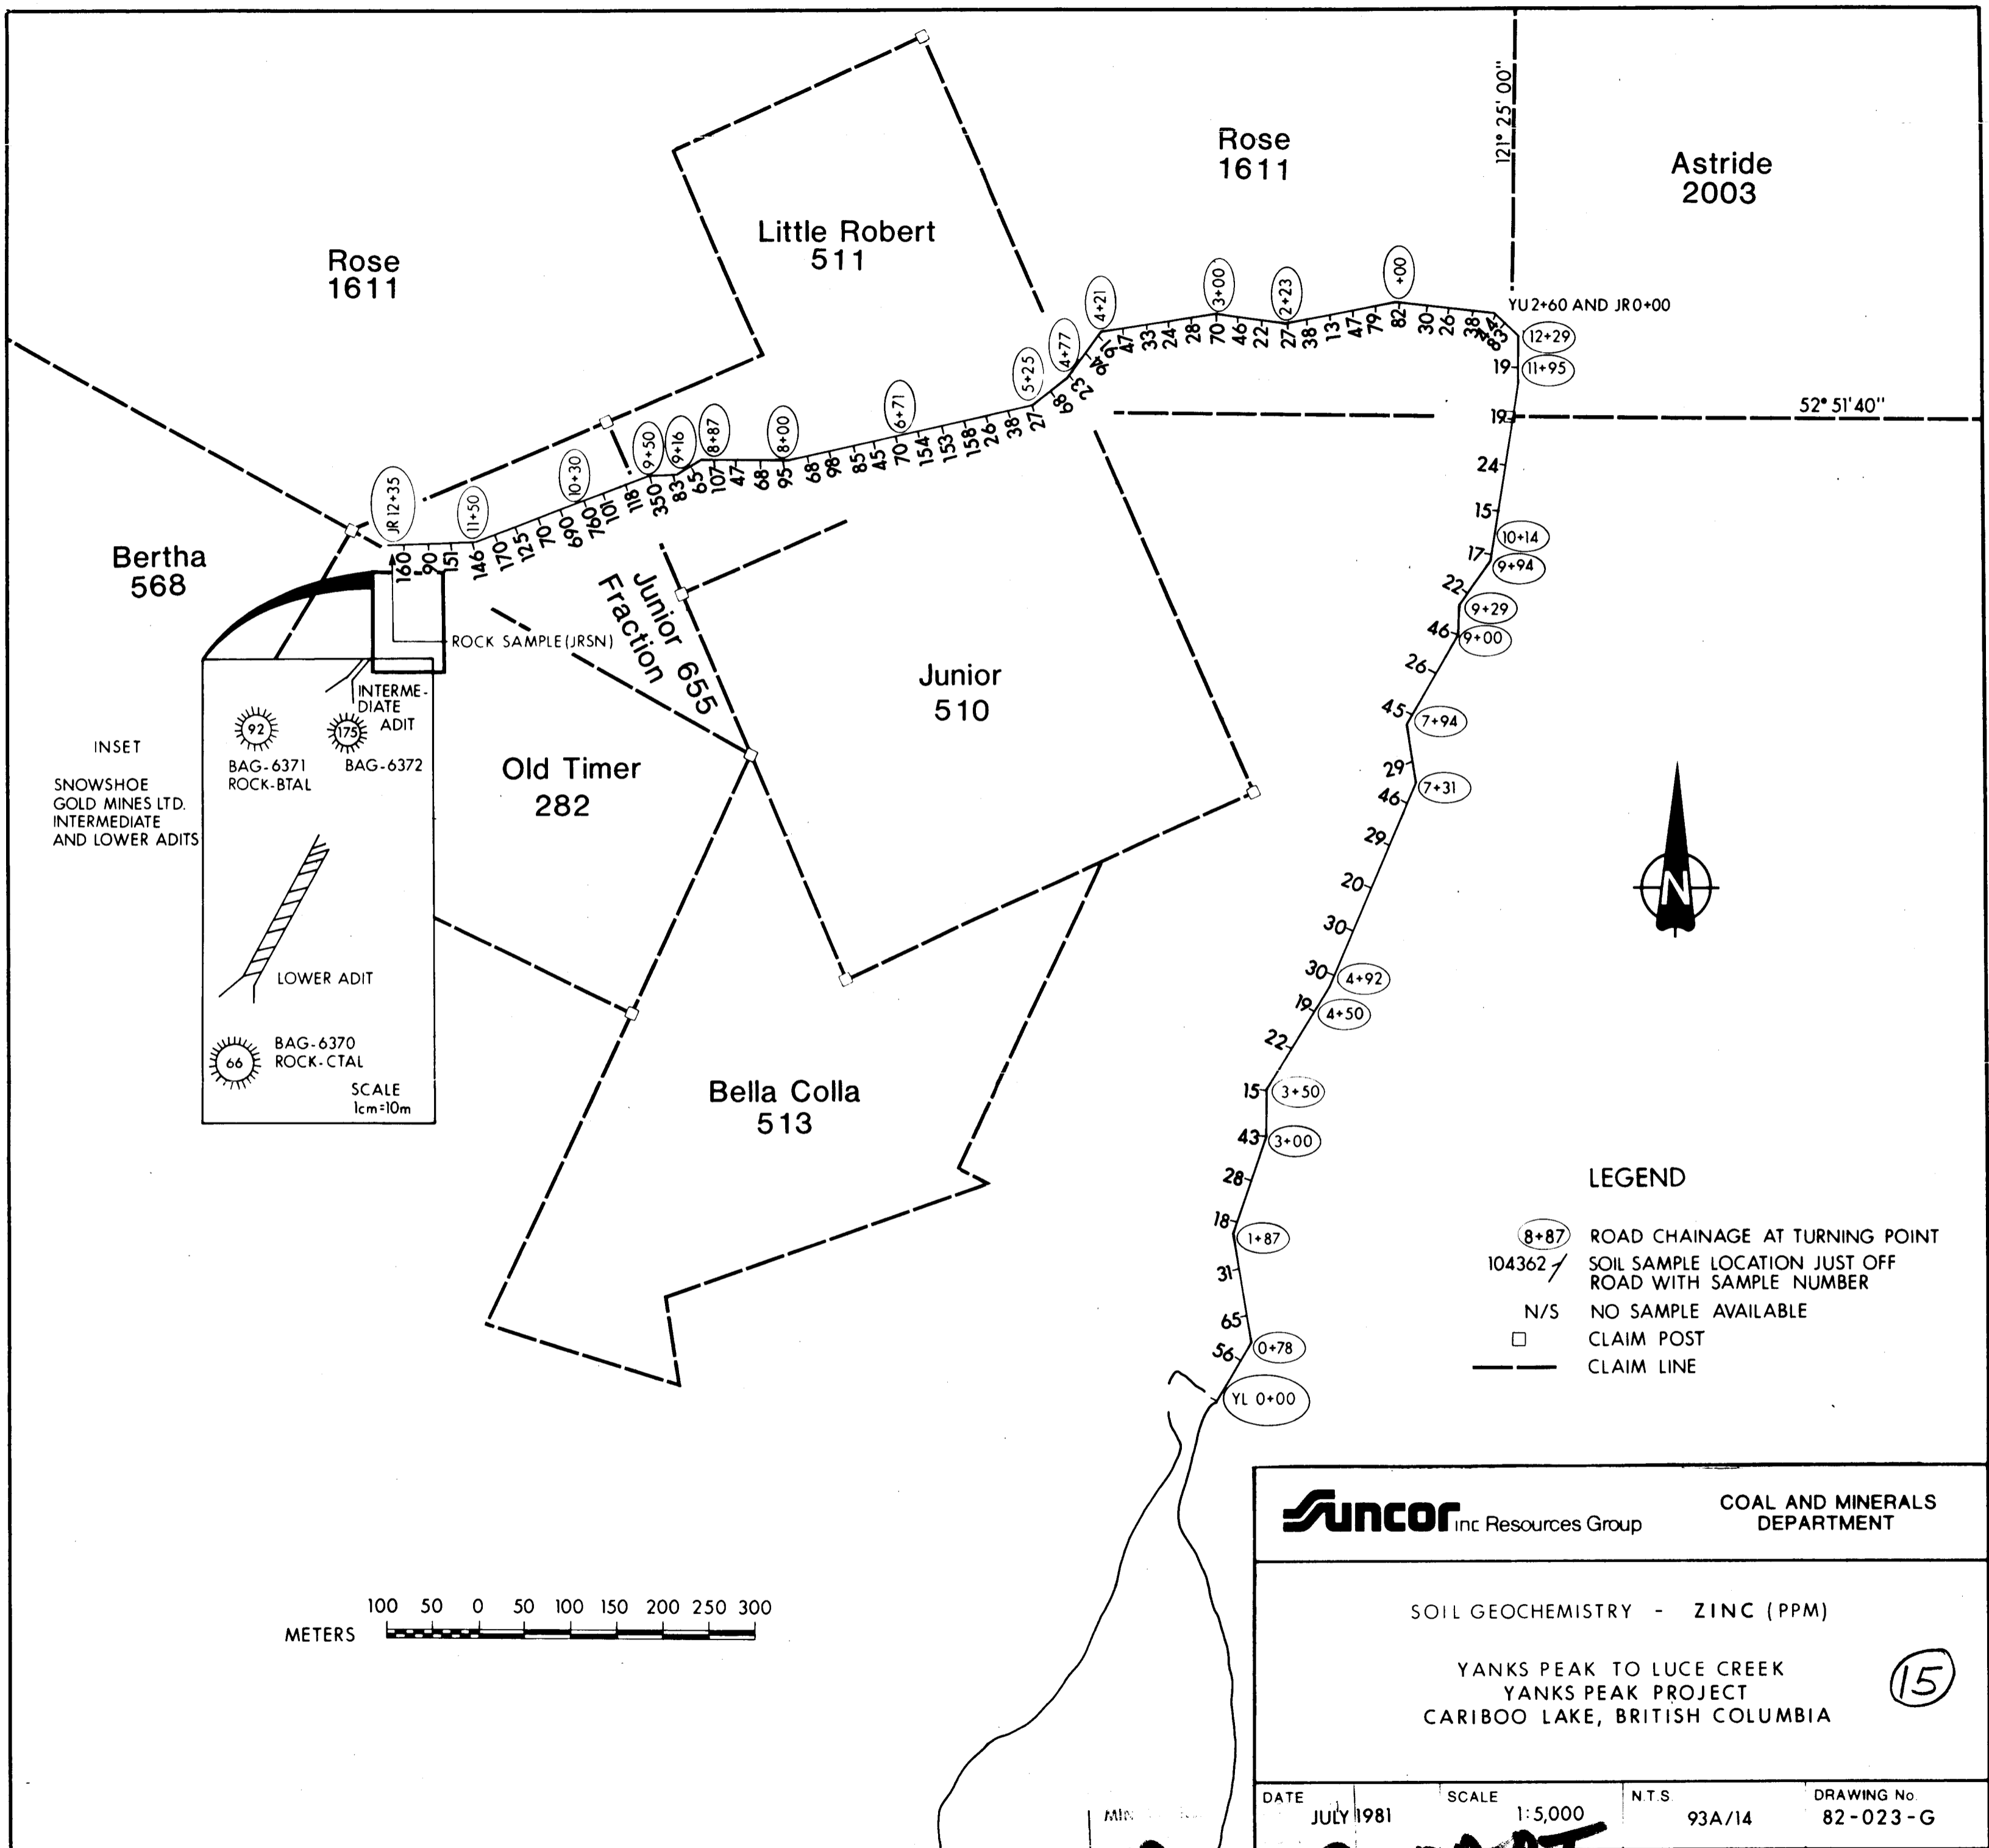 Rose
1611
Little Robert
511
Rose
1611
121° 25' 00"
Astride
2003
YU 2+60 AND JR 0+00
52° 51' 40"
Bertha
568
JR 12+35
11+50
10+30
9+50
9+16
8+87
8+00
6+71
5+25
4+77
4+21
3+00
2+23
+00
160
90
151
146
170
125
70
690
760
101
118
350
83
65
107
47
68
95
68
98
85
45
70
154
153
158
26
38
27
68
23
94
91
47
33
24
28
70
46
22
27
38
13
47
79
82
30
26
38
83
12+29
19
11+95
19
24
15
10+14
17
9+94
22
9+29
46
9+00
26
45
7+94
29
7+31
46
29
20
30
30
4+92
19
4+50
22
15
3+50
43
3+00
28
18
1+87
31
65
56
0+78
YL 0+00
ROCK SAMPLE (JRSN)
Junior 655
Fraction
Junior
510
Old Timer
282
Bella Colla
513
INSET
SNOWSHOE
GOLD MINES LTD.
INTERMEDIATE
AND LOWER ADITS
INTERME-
DIATE
ADIT
92
175
BAG-6371
ROCK-BTAL
BAG-6372
LOWER ADIT
66
BAG-6370
ROCK-CTAL
SCALE
1cm=10m
N
LEGEND
8+87 ROAD CHAINAGE AT TURNING POINT
104362 SOIL SAMPLE LOCATION JUST OFF
ROAD WITH SAMPLE NUMBER
N/S NO SAMPLE AVAILABLE
CLAIM POST
CLAIM LINE
METERS 100 50 0 50 100 150 200 250 300
Suncor Inc Resources Group
COAL AND MINERALS
DEPARTMENT
SOIL GEOCHEMISTRY - ZINC (PPM)
YANKS PEAK TO LUCE CREEK
YANKS PEAK PROJECT
CARIBOO LAKE, BRITISH COLUMBIA
15
DATE JULY 1981
SCALE 1:5,000
N.T.S. 93A/14
DRAWING No. 82-023-G